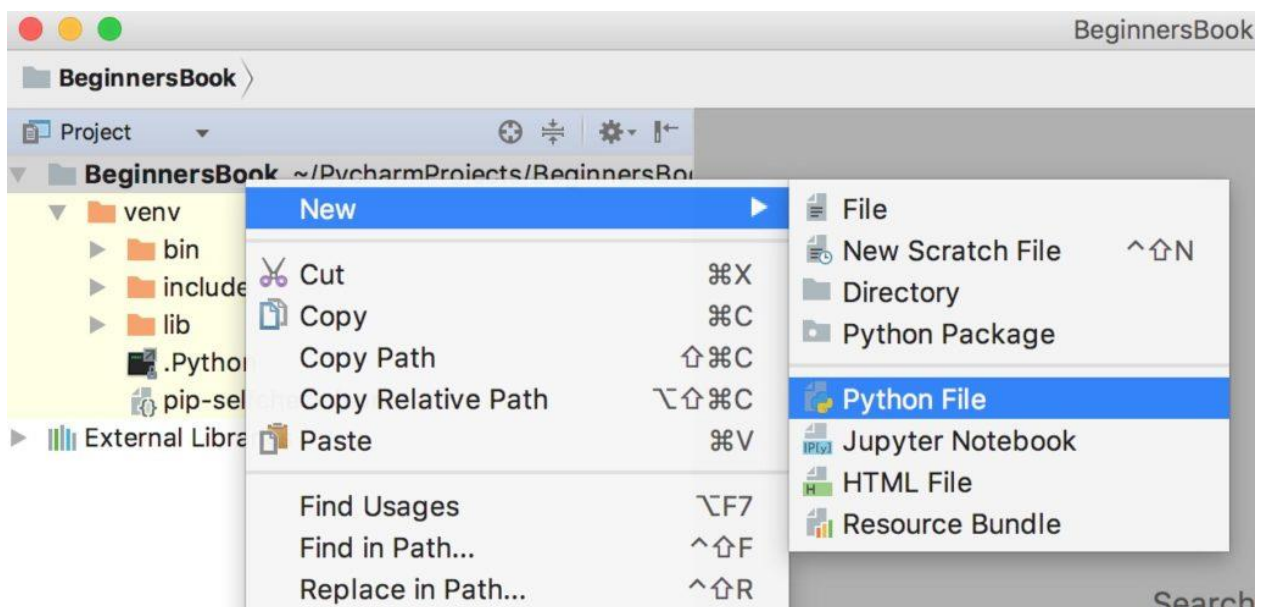 BeginnersBook
BeginnersBook
Project
BeginnersBook ~/PycharmProjects/BeginnersBo
venv
bin
include
lib
.Pytho
pip-sel
External Libra
New
Cut ⌘X
Copy ⌘C
Copy Path ⇧⌘C
Copy Relative Path ⌥⇧⌘C
Paste ⌘V
Find Usages ⌥F7
Find in Path... ^⇧F
Replace in Path... ^⇧R
File
New Scratch File ^⇧N
Directory
Python Package
Python File
IP[y] Jupyter Notebook
H HTML File
Resource Bundle
Search